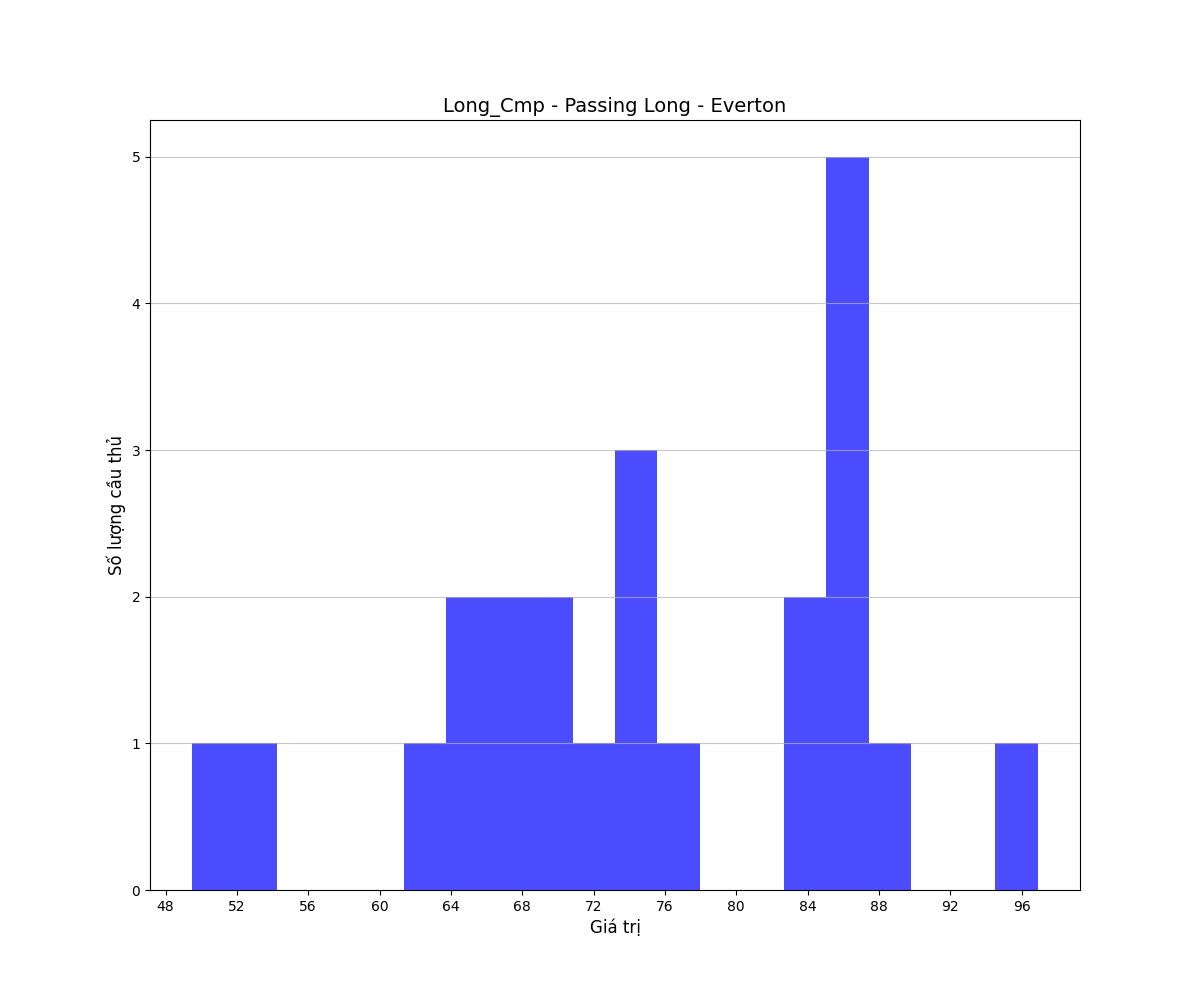 Long_Cmp - Passing Long - Everton
Số lượng cầu thủ
5
4
3
2
1
0
48 52 56 60 64 68 72 76 80 84 88 92 96
Giá trị